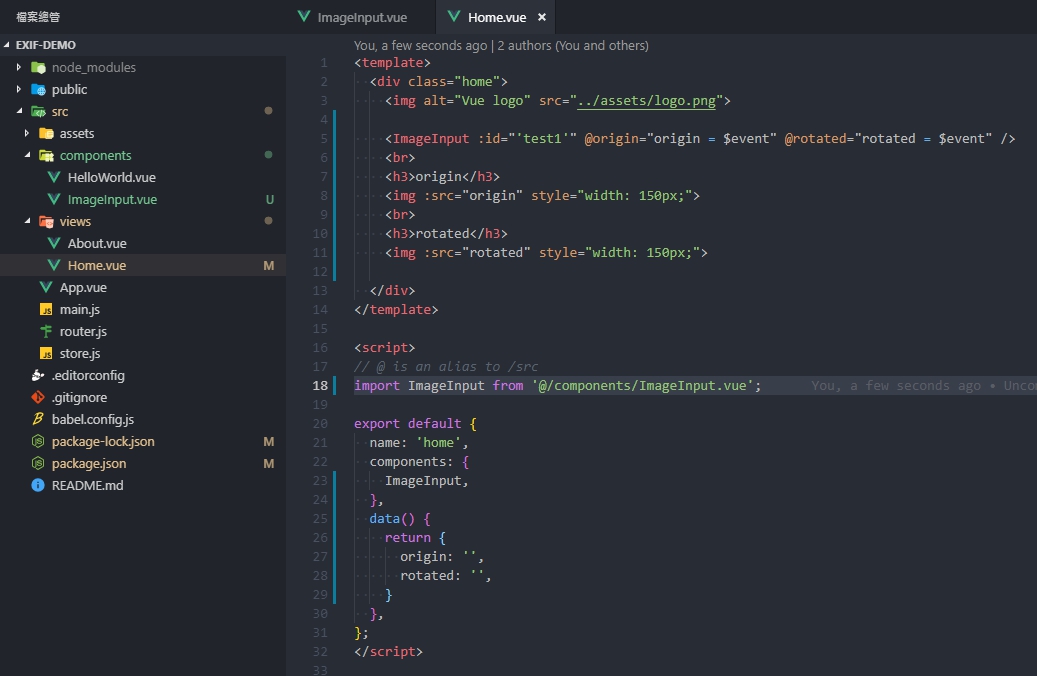 檔案總管
EXIF-DEMO
node_modules
public
src
assets
components
HelloWorld.vue
ImageInput.vue U
views
About.vue
Home.vue M
App.vue
main.js
router.js
store.js
.editorconfig
.gitignore
babel.config.js
package-lock.json M
package.json M
README.md
ImageInput.vue
Home.vue ×
You, a few seconds ago | 2 authors (You and others)
1 <template>
2 <div class="home">
3 <img alt="Vue logo" src="../assets/logo.png">
4
5 <ImageInput :id="'test1'" @origin="origin = $event" @rotated="rotated = $event" />
6 <br>
7 <h3>origin</h3>
8 <img :src="origin" style="width: 150px;">
9 <br>
10 <h3>rotated</h3>
11 <img :src="rotated" style="width: 150px;">
12
13 </div>
14 </template>
15
16 <script>
17 // @ is an alias to /src
18 import ImageInput from '@/components/ImageInput.vue'; You, a few seconds ago • Unco
19
20 export default {
21 name: 'home',
22 components: {
23 ImageInput,
24 },
25 data() {
26 return {
27 origin: '',
28 rotated: '',
29 }
30 },
31 };
32 </script>
33